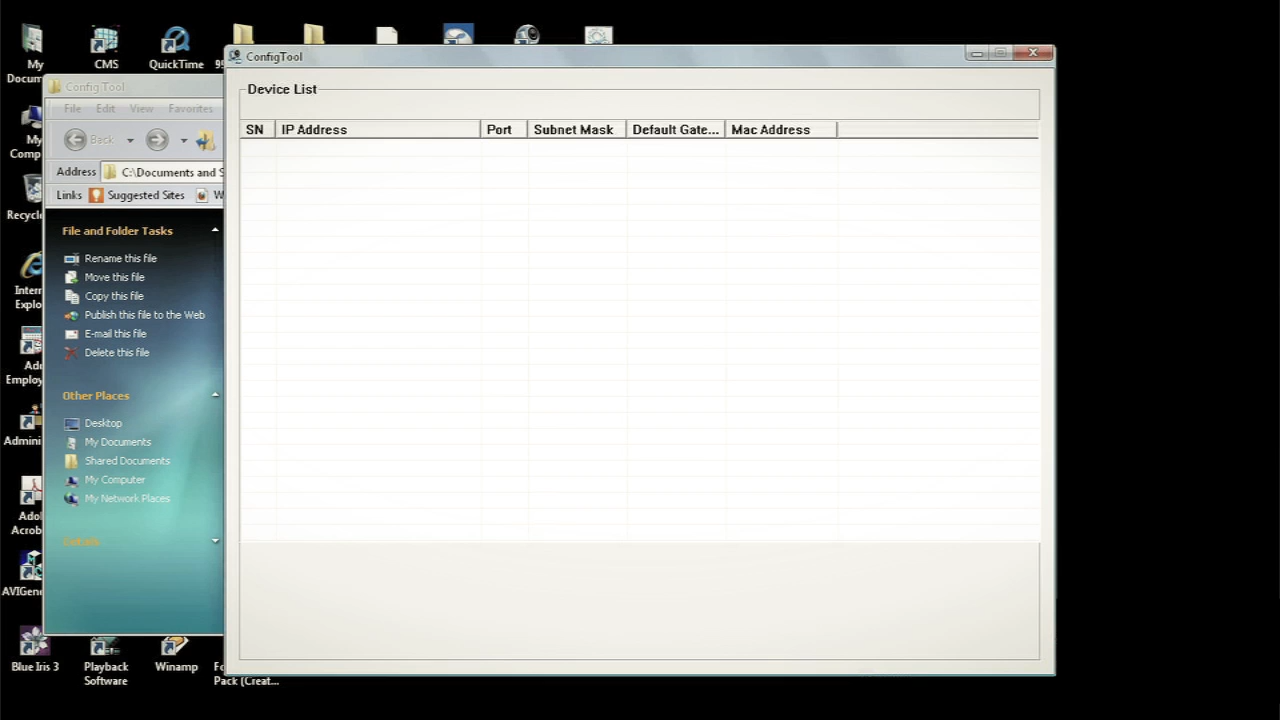 My
Docum
CMS
QuickTime
ConfigTool
Device List
SN IP Address Port Subnet Mask Default Gate... Mac Address
Config Tool
File Edit View Favorites
Back
Address C:\Documents and S
Links Suggested Sites W
File and Folder Tasks
Rename this file
Move this file
Copy this file
Publish this file to the Web
E-mail this file
Delete this file
Other Places
Desktop
My Documents
Shared Documents
My Computer
My Network Places
Details
My
Comp
Recycle
Intern
Explo
Employ
Admini
Ado
Acrob
AVIGen
Blue Iris 3
Playback
Software
Winamp
Pack (Creat...